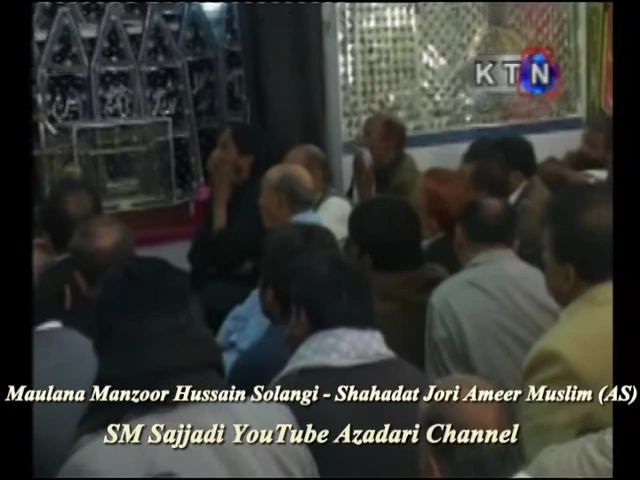 KTN
Maulana Manzoor Hussain Solangi - Shahadat Jori Ameer Muslim (AS)
SM Sajjadi YouTube Azadari Channel